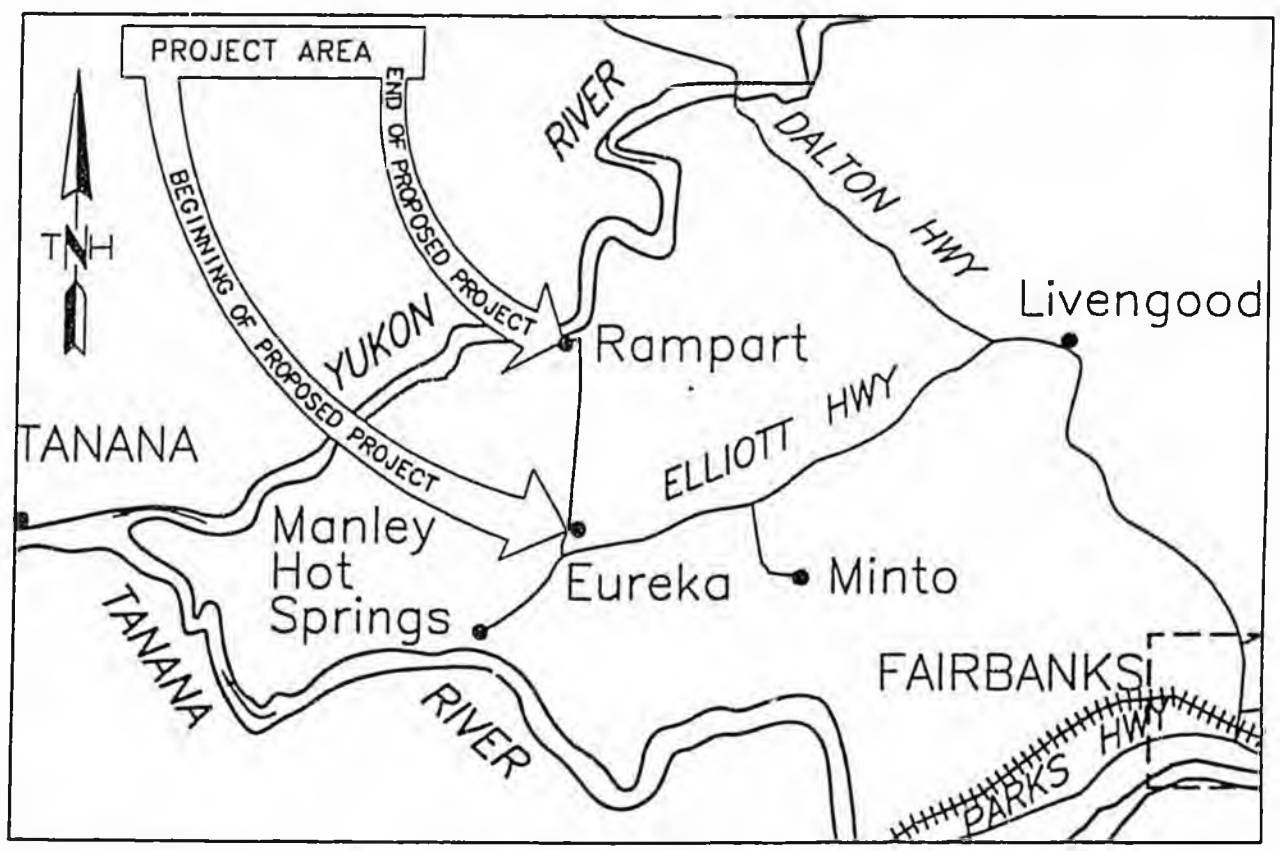 PROJECT AREA
END OF PROPOSED PROJECT
BEGINNING OF PROPOSED PROJECT
TNH
RIVER
DALTON HWY
YUKON
Livengood
Rampart
TANANA
ELLIOTT HWY
Manley
Hot
Springs
Eureka
Minto
TANANA
RIVER
FAIRBANKS
PARKS HWY